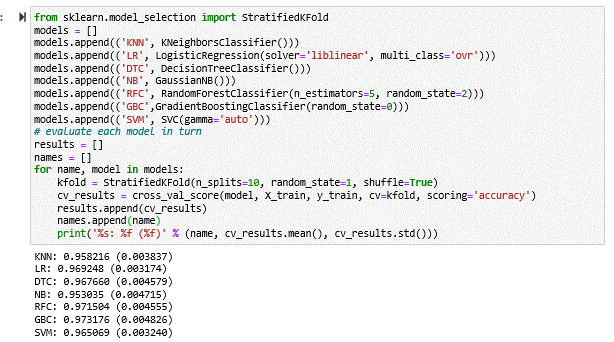 from sklearn.model_selection import StratifiedKFold
models = []
models.append(('KNN', KNeighborsClassifier()))
models.append(('LR', LogisticRegression(solver='liblinear', multi_class='ovr')))
models.append(('DTC', DecisionTreeClassifier()))
models.append(('NB', GaussianNB()))
models.append(('RFC', RandomForestClassifier(n_estimators=5, random_state=2)))
models.append(('GBC',GradientBoostingClassifier(random_state=0)))
models.append(('SVM', SVC(gamma='auto')))
# evaluate each model in turn
results = []
names = []
for name, model in models:
    kfold = StratifiedKFold(n_splits=10, random_state=1, shuffle=True)
    cv_results = cross_val_score(model, X_train, y_train, cv=kfold, scoring='accuracy')
    results.append(cv_results)
    names.append(name)
    print('%s: %f (%f)' % (name, cv_results.mean(), cv_results.std()))
KNN: 0.958216 (0.003837)
LR: 0.969248 (0.003174)
DTC: 0.967660 (0.004579)
NB: 0.953035 (0.004715)
RFC: 0.971504 (0.004555)
GBC: 0.973176 (0.004826)
SVM: 0.965069 (0.003240)